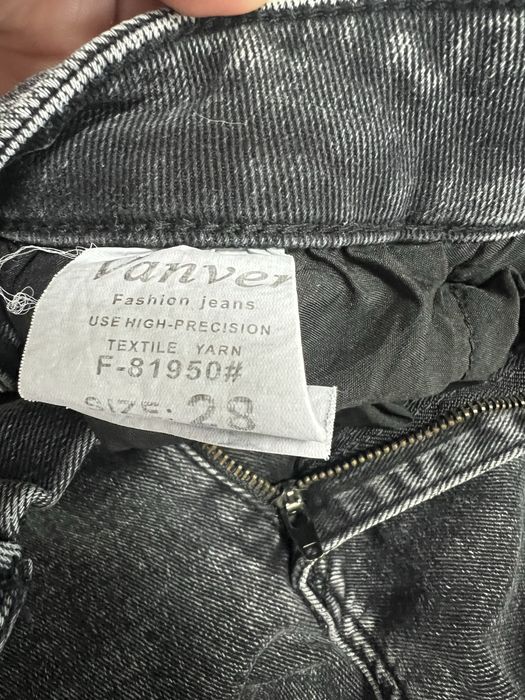 Vanver
Fashion jeans
USE HIGH-PRECISION
TEXTILE YARN
F-81950#
SIZE: 28